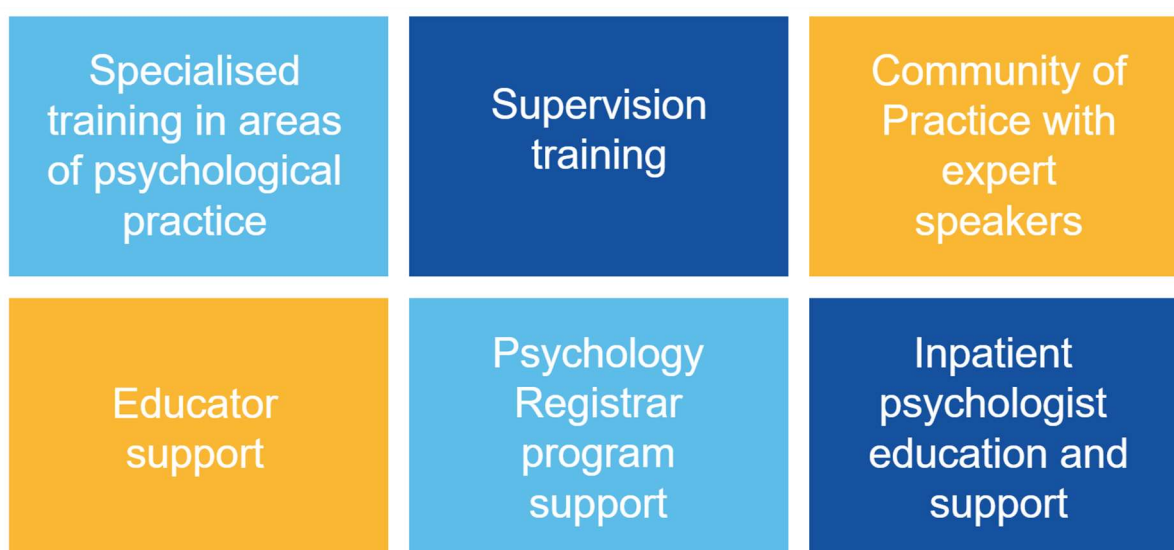 Specialised
training in areas
of psychological
practice
Supervision
training
Community of
Practice with
expert
speakers
Educator
support
Psychology
Registrar
program
support
Inpatient
psychologist
education and
support